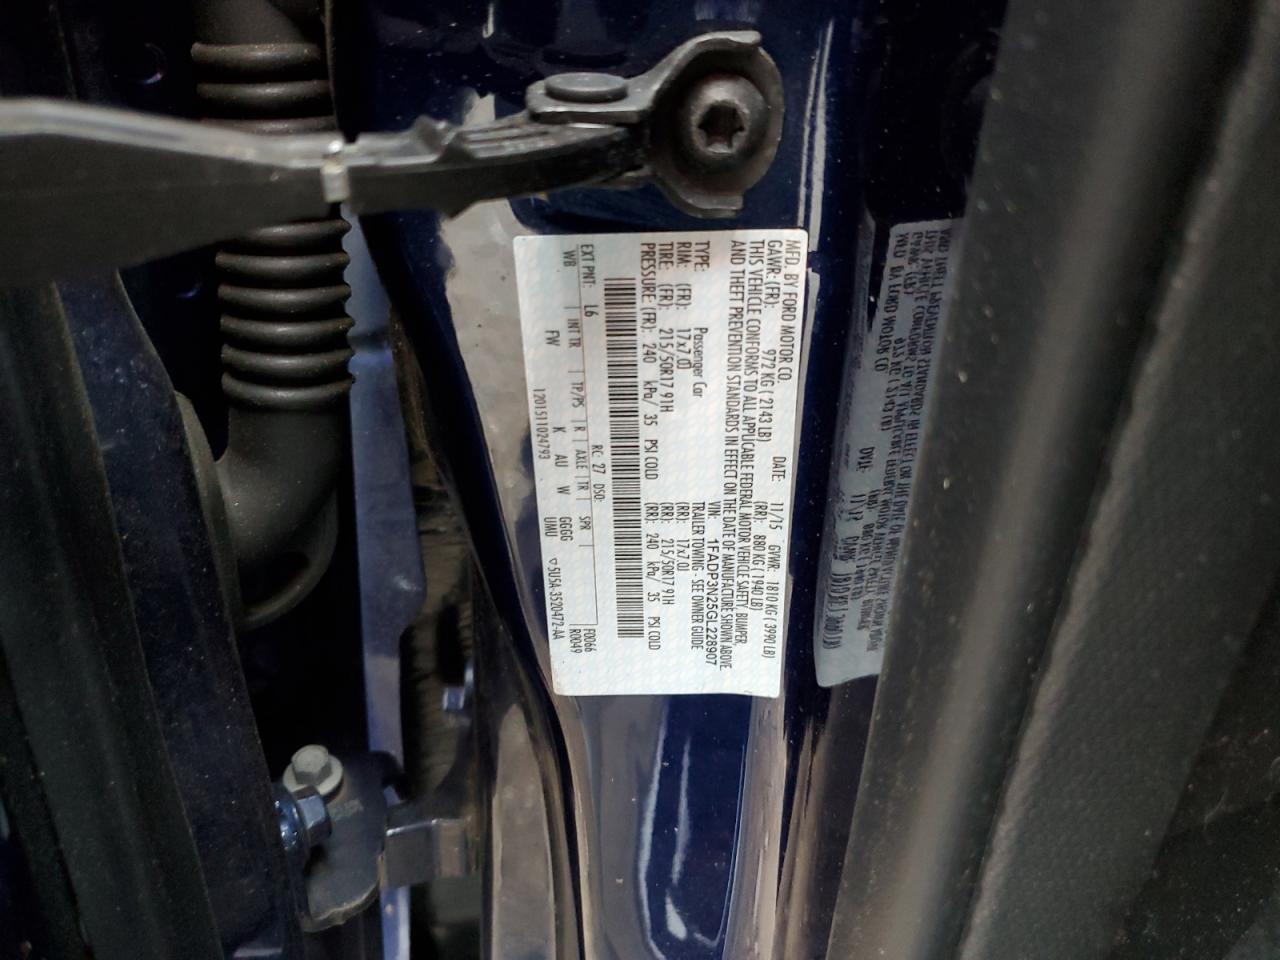 MFD. BY FORD MOTOR CO.
DATE: 11/15 GVWR: 1810 KG ( 3990 LB)
GAWR: (FR): 972 KG ( 2143 LB) (RR): 880 KG ( 1940 LB)
THIS VEHICLE CONFORMS TO ALL APPLICABLE FEDERAL MOTOR VEHICLE SAFETY, BUMPER,
AND THEFT PREVENTION STANDARDS IN EFFECT ON THE DATE OF MANUFACTURE SHOWN ABOVE
VIN: 1FADP3N25GL228907
TYPE: Passenger Car TRAILER TOWING - SEE OWNER GUIDE
RIM: (FR): 17x7.0J (RR): 17x7.0J
TIRE: (FR): 215/50R17 91H (RR): 215/50R17 91H
PRESSURE (FR): 240 kPa/ 35 PSI COLD (RR): 240 kPa/ 35 PSI COLD
EXT PNT: L6 RC: 27 DSO: F0066
WB INT TR TP/PS R AXLE TR SPR R0049
FW K AU W GGGG
1201511024793 UMU ▽5U5A-3520472-AA